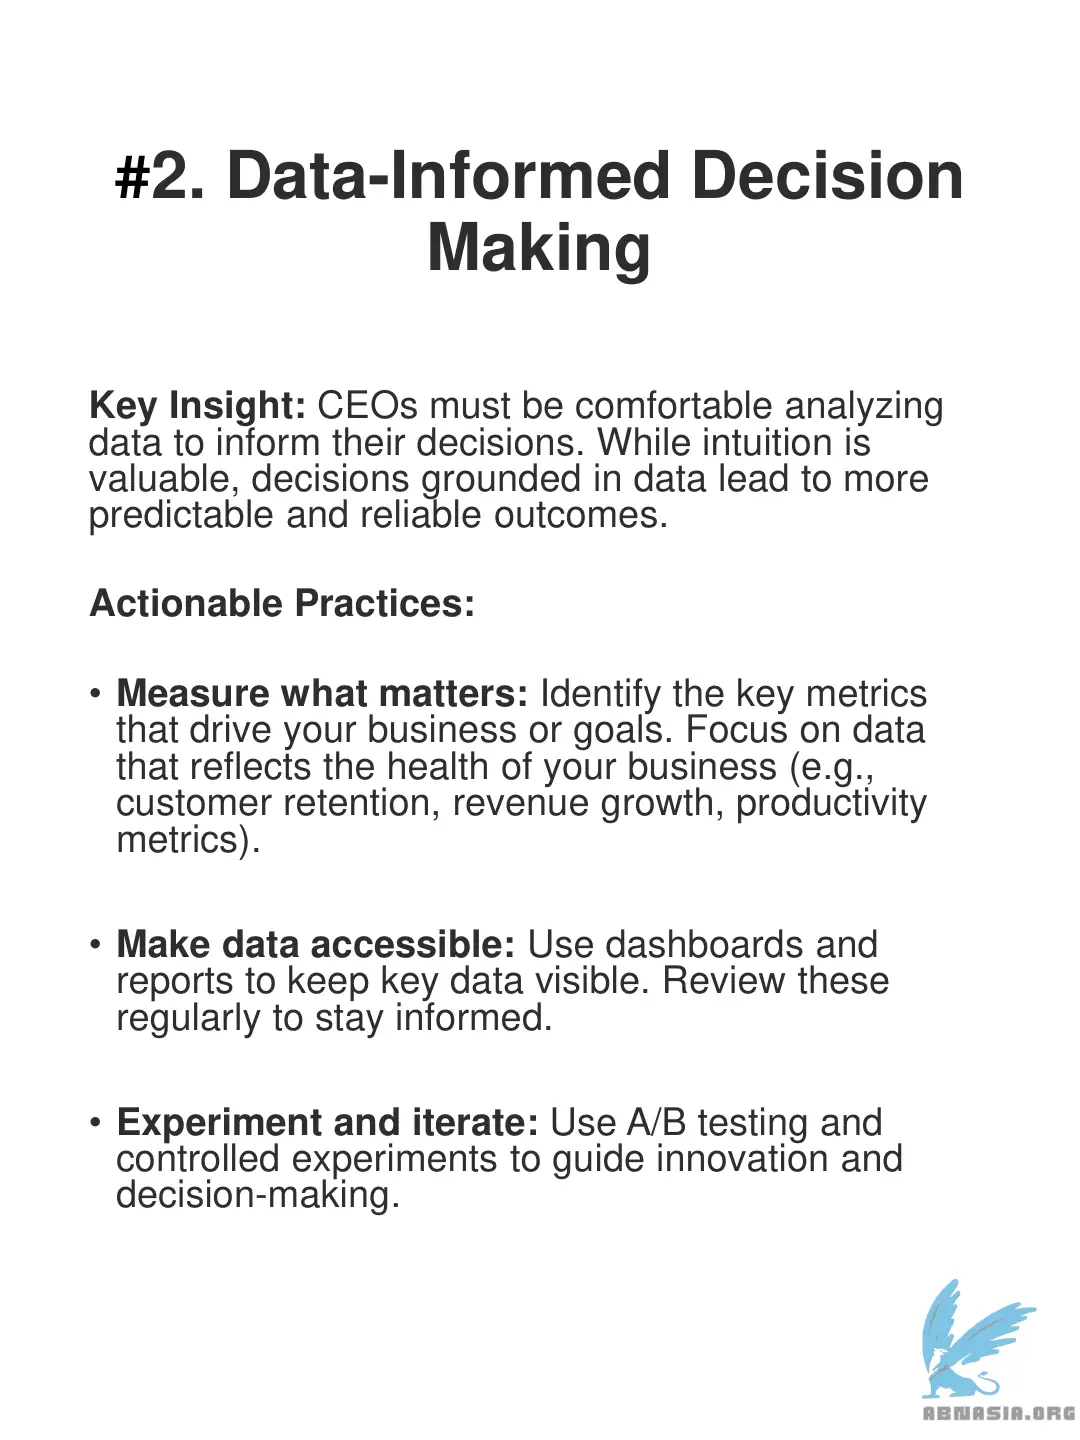 #2. Data-Informed Decision
Making
Key Insight: CEOs must be comfortable analyzing
data to inform their decisions. While intuition is
valuable, decisions grounded in data lead to more
predictable and reliable outcomes.
Actionable Practices:
• Measure what matters: Identify the key metrics
that drive your business or goals. Focus on data
that reflects the health of your business (e.g.,
customer retention, revenue growth, productivity
metrics).
• Make data accessible: Use dashboards and
reports to keep key data visible. Review these
regularly to stay informed.
• Experiment and iterate: Use A/B testing and
controlled experiments to guide innovation and
decision-making.
ABNASIA.ORG